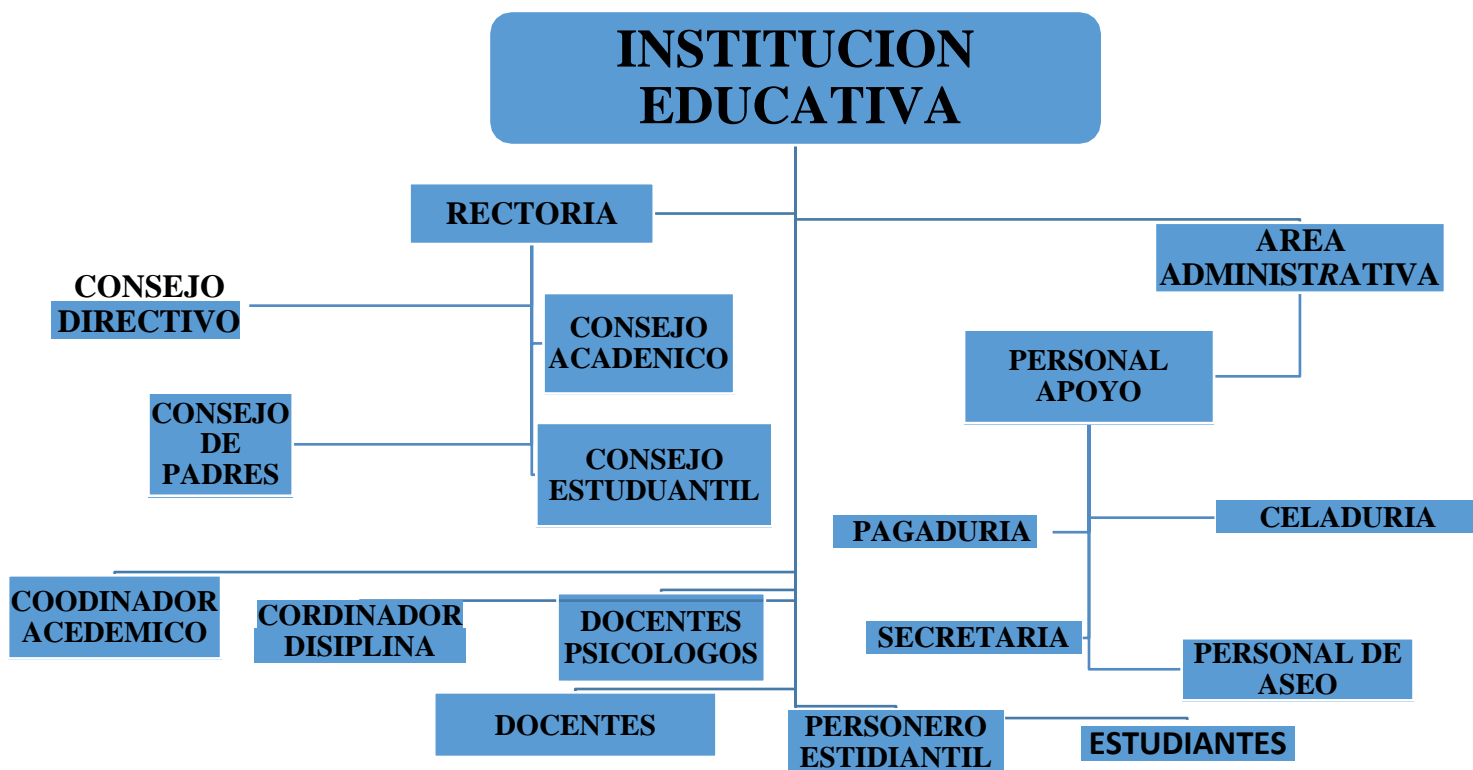 INSTITUCION
EDUCATIVA
RECTORIA
AREA
ADMINISTRATIVA
CONSEJO
DIRECTIVO
CONSEJO
ACADENICO
PERSONAL
APOYO
CONSEJO
DE
PADRES
CONSEJO
ESTUDUANTIL
PAGADURIA
CELADURIA
COODINADOR
ACEDEMICO
CORDINADOR
DISIPLINA
DOCENTES
PSICOLOGOS
SECRETARIA
PERSONAL DE
ASEO
DOCENTES
PERSONERO
ESTIDIANTIL
ESTUDIANTES